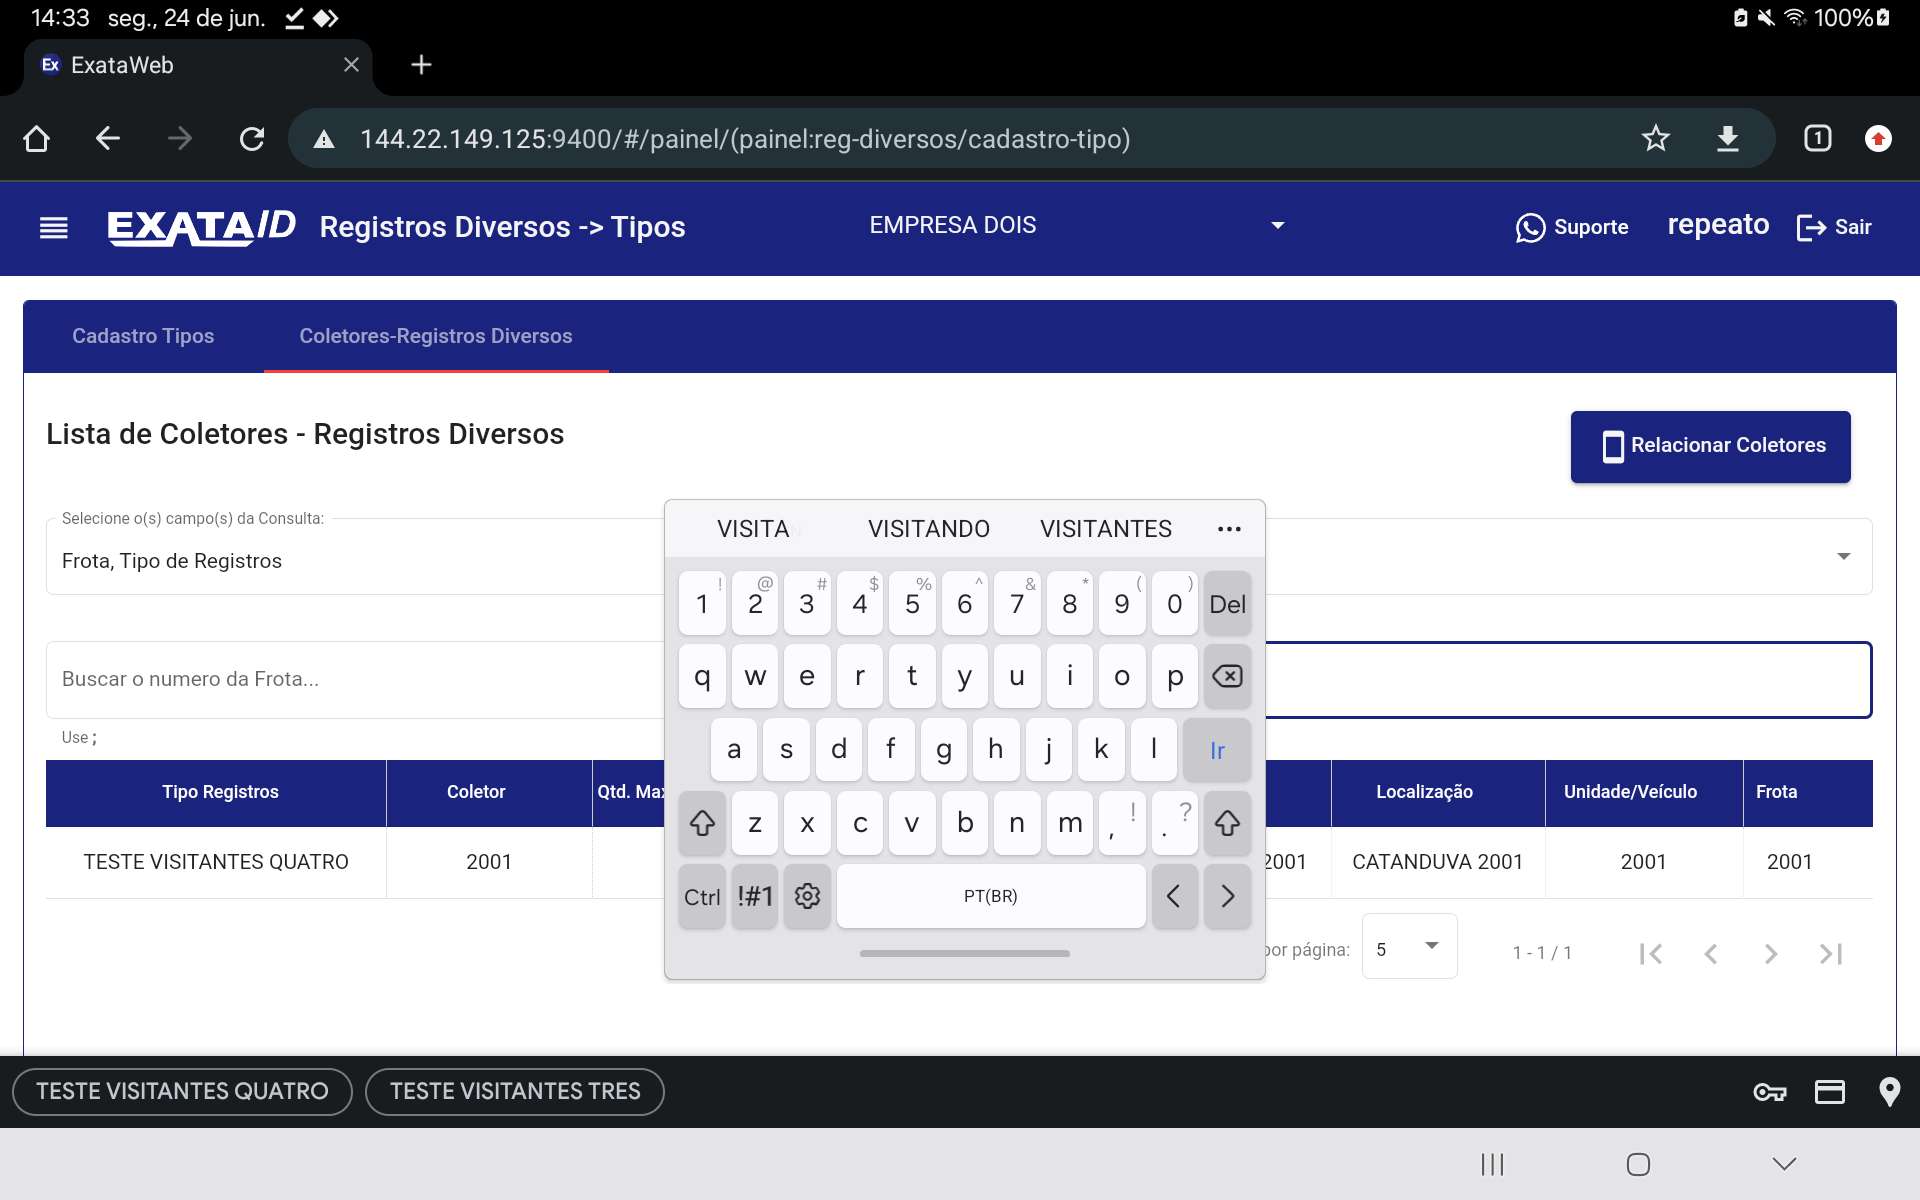 14:33 seg., 24 de jun. 100%
Ex ExataWeb
144.22.149.125:9400/#/painel/(painel:reg-diversos/cadastro-tipo) 1
EXATA/D Registros Diversos -> Tipos EMPRESA DOIS Suporte repeato Sair
Cadastro Tipos Coletores-Registros Diversos
Lista de Coletores - Registros Diversos
Relacionar Coletores
Selecione o(s) campo(s) da Consulta:
Frota, Tipo de Registros
VISITA VISITANDO VISITANTES ...
! @ # $ % ^ & * ( )
1 2 3 4 5 6 7 8 9 0 Del
Buscar o numero da Frota...
q w e r t y u i o p
Use ;
a s d f g h j k l Ir
Tipo Registros Coletor Qtd. Max Localização Unidade/Veículo Frota
z x c v b n m , ! . ?
TESTE VISITANTES QUATRO 2001 2001 CATANDUVA 2001 2001 2001
Ctrl !#1 PT(BR) < >
por página: 5 1 - 1 / 1
TESTE VISITANTES QUATRO TESTE VISITANTES TRES